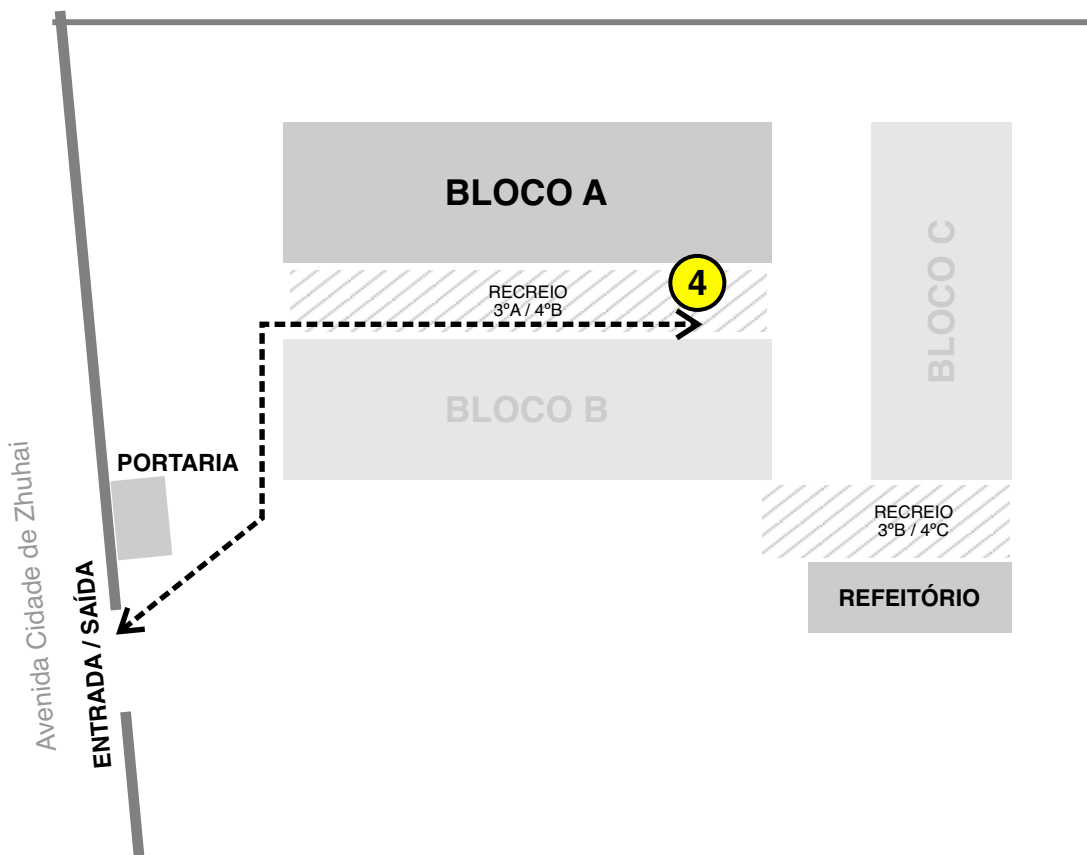 BLOCO A
4
RECREIO
3ºA / 4ºB
BLOCO C
BLOCO B
PORTARIA
Avenida Cidade de Zhuhai
ENTRADA / SAÍDA
RECREIO
3ºB / 4ºC
REFEITÓRIO